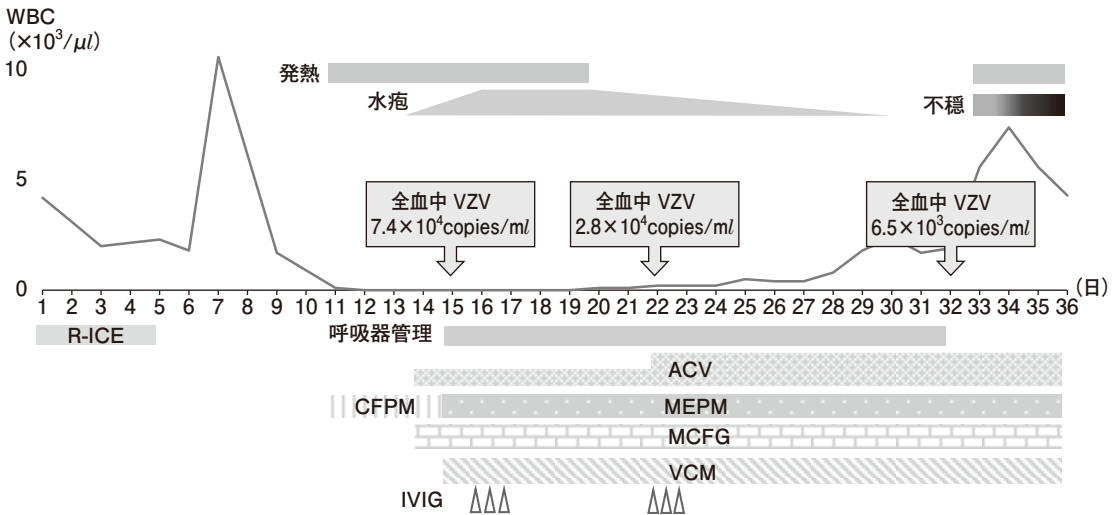 WBC
(×10³/μl)
10
発熱
水疱
不穏
5
全血中 VZV
7.4×10⁴copies/ml
全血中 VZV
2.8×10⁴copies/ml
全血中 VZV
6.5×10³copies/ml
0
1 2 3 4 5 6 7 8 9 10 11 12 13 14 15 16 17 18 19 20 21 22 23 24 25 26 27 28 29 30 31 32 33 34 35 36 (日)
R-ICE
呼吸器管理
ACV
CFPM
MEPM
MCFG
VCM
IVIG